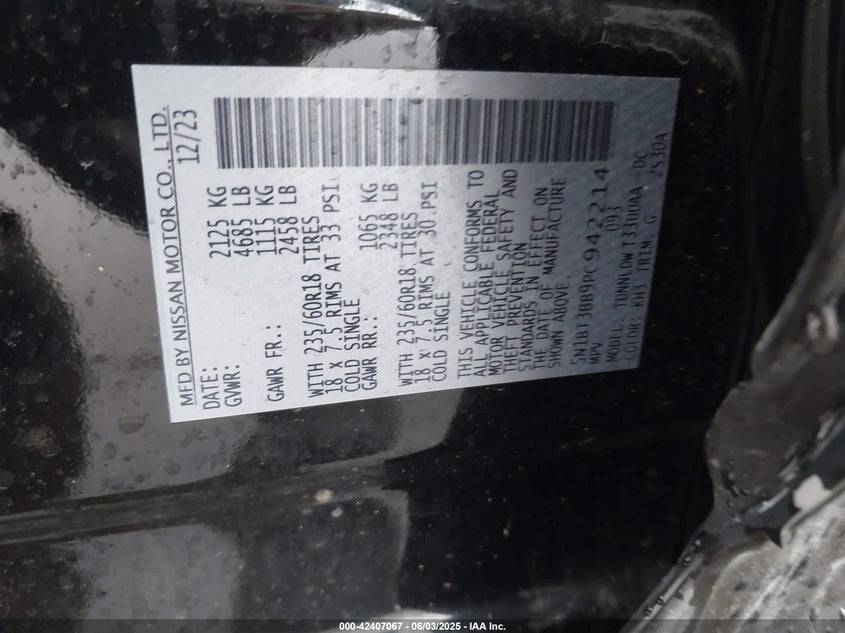 MFD BY NISSAN MOTOR CO., LTD.
DATE: 12/23
GVWR: 2125 KG
4685 LB
GAWR FR.: 1115 KG
2458 LB
WITH 235/60R18 TIRES
18 x 7.5 RIMS AT 33 PSI
COLD SINGLE
GAWR RR.: 1065 KG
2348 LB
WITH 235/60R18 TIRES
18 x 7.5 RIMS AT 30 PSI
COLD SINGLE
THIS VEHICLE CONFORMS TO
ALL APPLICABLE FEDERAL
MOTOR VEHICLE SAFETY AND
THEFT PREVENTION
STANDARDS IN EFFECT ON
THE DATE OF MANUFACTURE
SHOWN ABOVE.
5N1BT3BB9PC942214
MPV 093
MODEL: TDNNLDWT33UUAA DC
COLOR: KH3 TRIM: G 2S30A
000-42407067 - 06/03/2025 - IAA Inc.